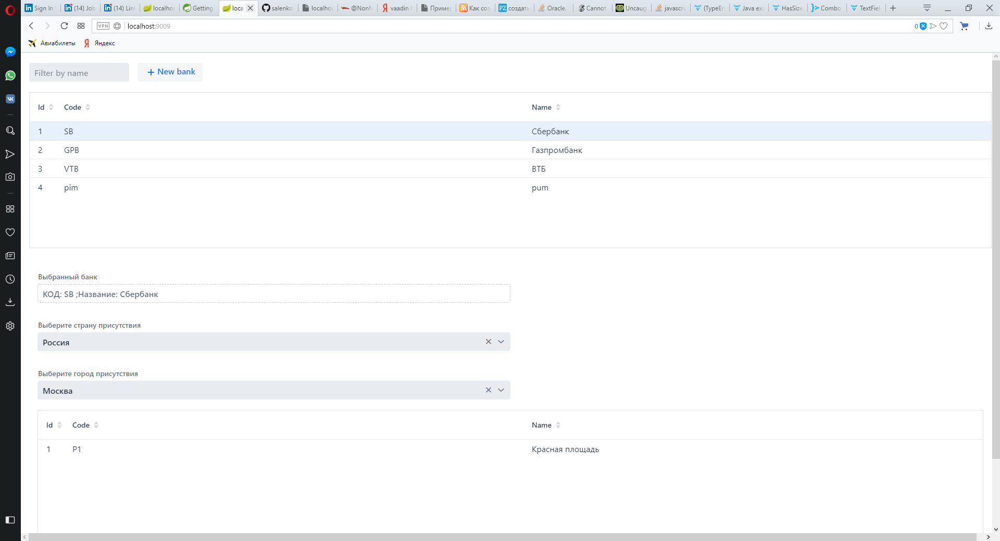 Sign In
(14) Job
(14) Lin
localhos
Getting
loca
salenko
localhos
@NonN
vaadin
Пример
Как соз
создать
Oracle.
Cannot
Uncaug
javascrip
(TypeEr
Java exe
HasSize
Combo
TextFiel
VPN localhost:9009 0
Авиабилеты Яндекс
Filter by name + New bank
Id Code Name
1 SB Сбербанк
2 GPB Газпромбанк
3 VTB ВТБ
4 pim pum
Выбранный банк
КОД: SB ;Название: Сбербанк
Выберите страну присутствия
Россия
Выберите город присутствия
Москва
Id Code Name
1 P1 Красная площадь